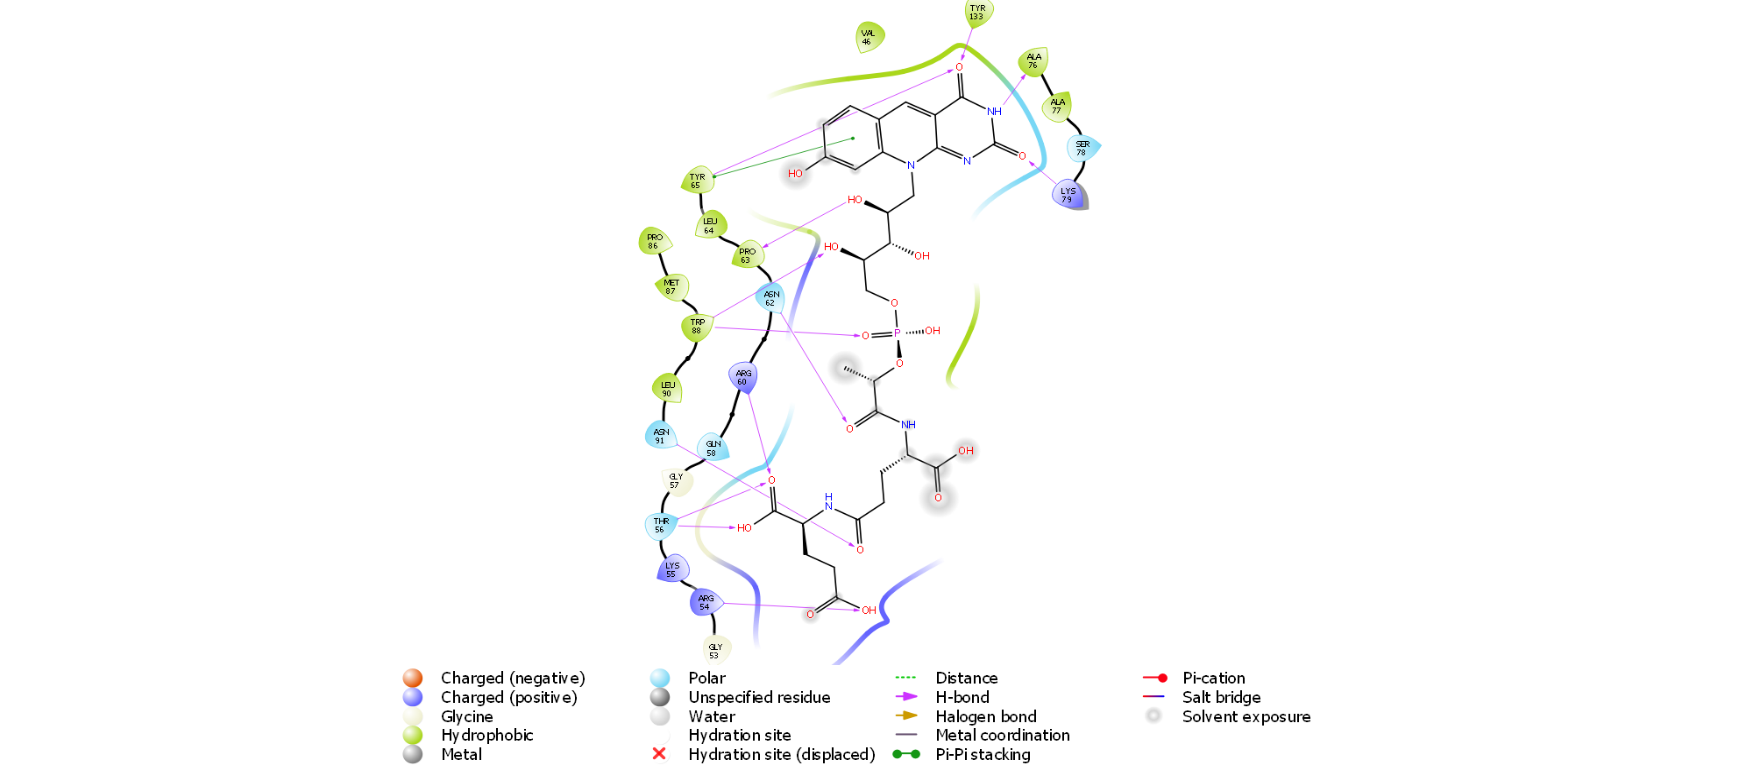 TYR
133
VAL
46
ALA
76
O
ALA
77
NH
SER
78
O
N
N
HO
TYR
65
LYS
79
HO
LEU
64
PRO
86
HO
PRO
63
OH
MET
87
ASN
62
O
TRP
88
O
P
OH
O
ARG
60
LEU
90
O
NH
ASN
91
GLN
58
OH
GLY
57
O
H
N
O
THR
56
HO
O
LYS
55
ARG
54
O
OH
GLY
53
Charged (negative)
Charged (positive)
Glycine
Hydrophobic
Metal
Polar
Unspecified residue
Water
Hydration site
Hydration site (displaced)
Distance
H-bond
Halogen bond
Metal coordination
Pi-Pi stacking
Pi-cation
Salt bridge
Solvent exposure